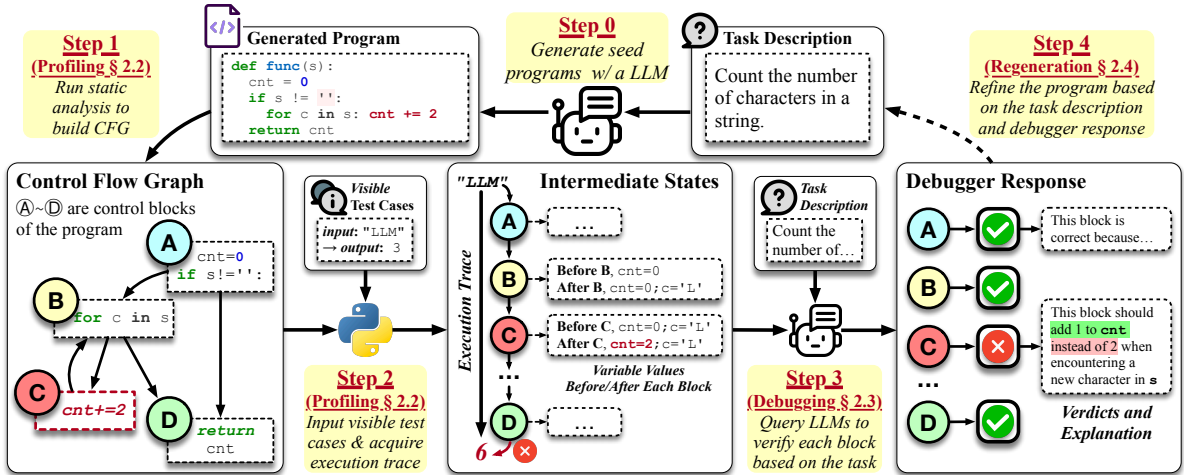 Step 1
(Profiling § 2.2)
Run static
analysis to
build CFG
Generated Program
def func(s):
cnt = 0
if s != '':
for c in s: cnt += 2
return cnt
Step 0
Generate seed
programs w/ a LLM
Task Description
Count the number
of characters in a
string.
Step 4
(Regeneration § 2.4)
Refine the program based
on the task description
and debugger response
Control Flow Graph
Ⓐ~Ⓓ are control blocks
of the program
A
cnt=0
if s!='':
B
for c in s
C
cnt+=2
D
return
cnt
Visible
Test Cases
input: "LLM"
→ output: 3
Step 2
(Profiling § 2.2)
Input visible test
cases & acquire
execution trace
Intermediate States
"LLM"
Execution Trace
A
...
B
Before B, cnt=0
After B, cnt=0;c='L'
C
Before C, cnt=0;c='L'
After C, cnt=2;c='L'
...
Variable Values
Before/After Each Block
D
...
6
Task
Description
Count the
number of…
Step 3
(Debugging § 2.3)
Query LLMs to
verify each block
based on the task
Debugger Response
A
This block is
correct because…
B
C
This block should
add 1 to cnt
instead of 2 when
encountering a
new character in s
...
D
Verdicts and
Explanation